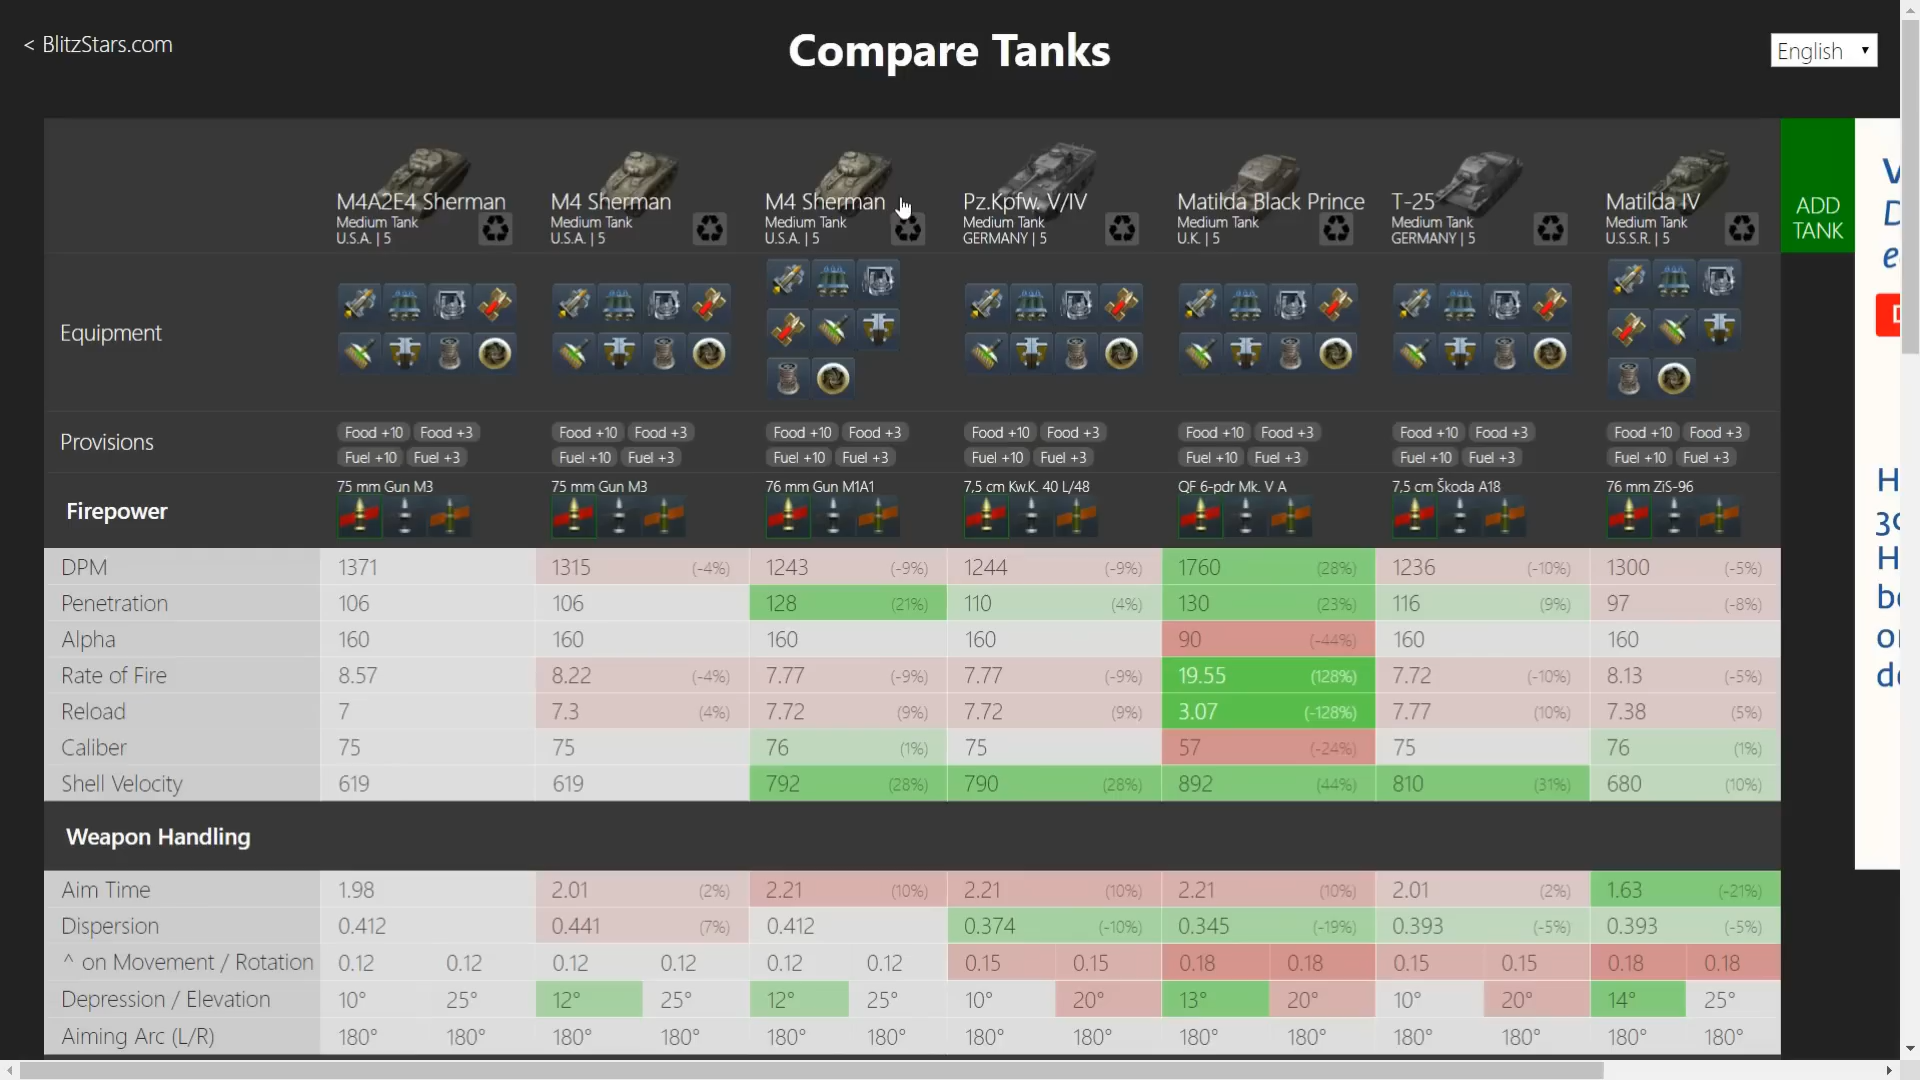 < BlitzStars.com
Compare Tanks
English
M4A2E4 Sherman
Medium Tank
U.S.A. | 5
M4 Sherman
Medium Tank
U.S.A. | 5
M4 Sherman
Medium Tank
U.S.A. | 5
Pz.Kpfw. V/IV
Medium Tank
GERMANY | 5
Matilda Black Prince
Medium Tank
U.K. | 5
T-25
Medium Tank
GERMANY | 5
Matilda IV
Medium Tank
U.S.S.R. | 5
ADD
TANK
Equipment
Provisions
Food +10 Food +3 Food +10 Food +3 Food +10 Food +3 Food +10 Food +3 Food +10 Food +3 Food +10 Food +3 Food +10 Food +3
Fuel +10 Fuel +3 Fuel +10 Fuel +3 Fuel +10 Fuel +3 Fuel +10 Fuel +3 Fuel +10 Fuel +3 Fuel +10 Fuel +3 Fuel +10 Fuel +3
Firepower
75 mm Gun M3 75 mm Gun M3 76 mm Gun M1A1 7,5 cm Kw.K. 40 L/48 QF 6-pdr Mk. V A 7,5 cm Škoda A18 76 mm ZiS-96
DPM 1371 1315 (-4%) 1243 (-9%) 1244 (-9%) 1760 (28%) 1236 (-10%) 1300 (-5%)
Penetration 106 106 128 (21%) 110 (4%) 130 (23%) 116 (9%) 97 (-8%)
Alpha 160 160 160 160 90 (-44%) 160 160
Rate of Fire 8.57 8.22 (-4%) 7.77 (-9%) 7.77 (-9%) 19.55 (128%) 7.72 (-10%) 8.13 (-5%)
Reload 7 7.3 (4%) 7.72 (9%) 7.72 (9%) 3.07 (-128%) 7.77 (10%) 7.38 (5%)
Caliber 75 75 76 (1%) 75 57 (-24%) 75 76 (1%)
Shell Velocity 619 619 792 (28%) 790 (28%) 892 (44%) 810 (31%) 680 (10%)
Weapon Handling
Aim Time 1.98 2.01 (2%) 2.21 (10%) 2.21 (10%) 2.21 (10%) 2.01 (2%) 1.63 (-21%)
Dispersion 0.412 0.441 (7%) 0.412 0.374 (-10%) 0.345 (-19%) 0.393 (-5%) 0.393 (-5%)
^ on Movement / Rotation 0.12 0.12 0.12 0.12 0.12 0.12 0.15 0.15 0.18 0.18 0.15 0.15 0.18 0.18
Depression / Elevation 10° 25° 12° 25° 12° 25° 10° 20° 13° 20° 10° 20° 14° 25°
Aiming Arc (L/R) 180° 180° 180° 180° 180° 180° 180° 180° 180° 180° 180° 180° 180° 180°